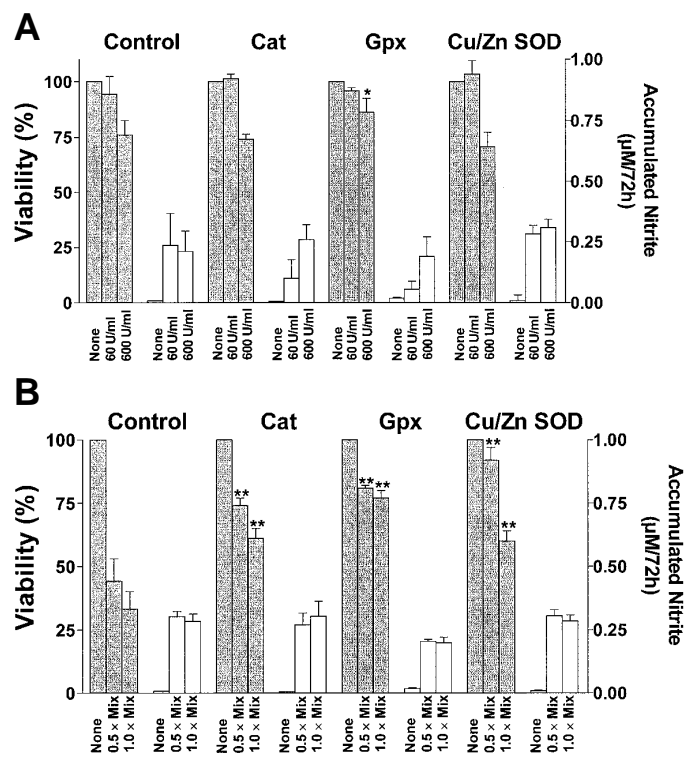 A
Control Cat Gpx Cu/Zn SOD
Viability (%)
100
75
50
25
0
*
1.00
0.75
0.50
0.25
0.00
Accumulated Nitrite
(µM/72h)
None 60 U/ml 600 U/ml None 60 U/ml 600 U/ml None 60 U/ml 600 U/ml None 60 U/ml 600 U/ml None 60 U/ml 600 U/ml None 60 U/ml 600 U/ml None 60 U/ml 600 U/ml None 60 U/ml 600 U/ml
B
Control Cat Gpx Cu/Zn SOD
Viability (%)
100
75
50
25
0
** ** ** ** ** **
1.00
0.75
0.50
0.25
0.00
Accumulated Nitrite
(µM/72h)
None 0.5 × Mix 1.0 × Mix None 0.5 × Mix 1.0 × Mix None 0.5 × Mix 1.0 × Mix None 0.5 × Mix 1.0 × Mix None 0.5 × Mix 1.0 × Mix None 0.5 × Mix 1.0 × Mix None 0.5 × Mix 1.0 × Mix None 0.5 × Mix 1.0 × Mix